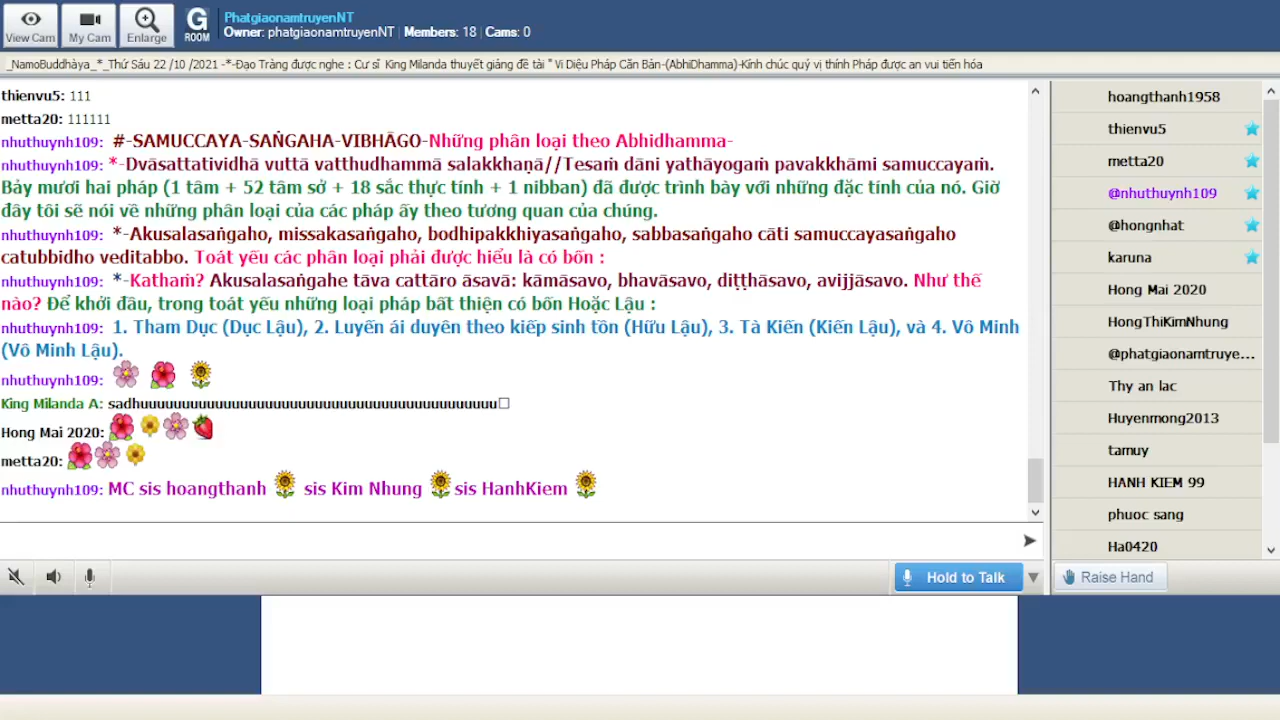 View Cam
My Cam
Enlarge
G
ROOM
PhatgiaonamtruyenNT
Owner: phatgiaonamtruyenNT | Members: 18 | Cams: 0
_NamoBuddhàya_*_Thứ Sáu 22 /10 /2021 -*-Đạo Tràng được nghe : Cư sĩ  King Milanda thuyết giảng đề tài " Vi Diệu Pháp Căn Bản-(AbhiDhamma)-Kính chúc quý vị thính Pháp được an vui tiến hóa
thienvu5: 111
metta20: 111111
nhuthuynh109: #-SAMUCCAYA-SAṄGAHA-VIBHĀGO-Những phân loại theo Abhidhamma-
nhuthuynh109: *-Dvāsattatividhā vuttā vatthudhammā salakkhaṇā//Tesaṁ dāni yathāyogaṁ pavakkhāmi samuccayaṁ.
Bảy mươi hai pháp (1 tâm + 52 tâm sở + 18 sắc thực tính + 1 nibban) đã được trình bày với những đặc tính của nó. Giờ
đây tôi sẽ nói về những phân loại của các pháp ấy theo tương quan của chúng.
nhuthuynh109: *-Akusalasaṅgaho, missakasaṅgaho, bodhipakkhiyasaṅgaho, sabbasaṅgaho cāti samuccayasaṅgaho
catubbidho veditabbo. Toát yếu các phân loại phải được hiểu là có bốn :
nhuthuynh109: *-Kathaṁ? Akusalasaṅgahe tāva cattāro āsavā: kāmāsavo, bhavāsavo, diṭṭhāsavo, avijjāsavo. Như thế
nào? Để khởi đầu, trong toát yếu những loại pháp bất thiện có bốn Hoặc Lậu :
nhuthuynh109: 1. Tham Dục (Dục Lậu), 2. Luyến ái duyên theo kiếp sinh tồn (Hữu Lậu), 3. Tà Kiến (Kiến Lậu), và 4. Vô Minh
(Vô Minh Lậu).
nhuthuynh109:
King Milanda A: sadhuuuuuuuuuuuuuuuuuuuuuuuuuuuuuuuuuuuuuuuuuu
Hong Mai 2020:
metta20:
nhuthuynh109: MC sis hoangthanh sis Kim Nhung sis HanhKiem
Hold to Talk
hoangthanh1958
thienvu5
metta20
@nhuthuynh109
@hongnhat
karuna
Hong Mai 2020
HongThiKimNhung
@phatgiaonamtruye...
Thy an lac
Huyenmong2013
tamuy
HANH KIEM 99
phuoc sang
Ha0420
Raise Hand